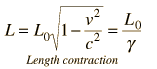 L = L₀√(1 − v²/c²) = L₀/γ
Length contraction